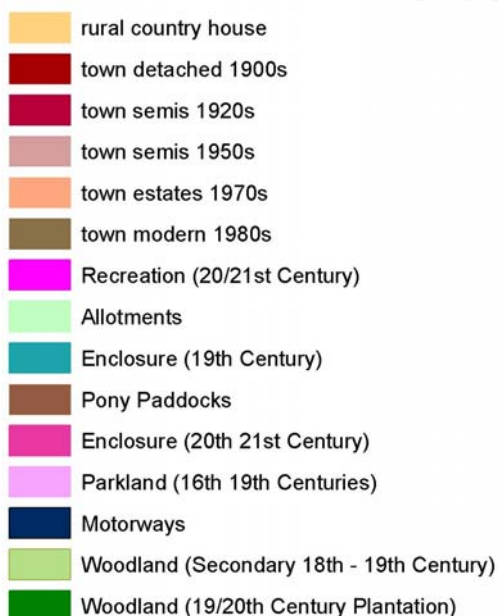 rural country house
town detached 1900s
town semis 1920s
town semis 1950s
town estates 1970s
town modern 1980s
Recreation (20/21st Century)
Allotments
Enclosure (19th Century)
Pony Paddocks
Enclosure (20th 21st Century)
Parkland (16th 19th Centuries)
Motorways
Woodland (Secondary 18th - 19th Century)
Woodland (19/20th Century Plantation)